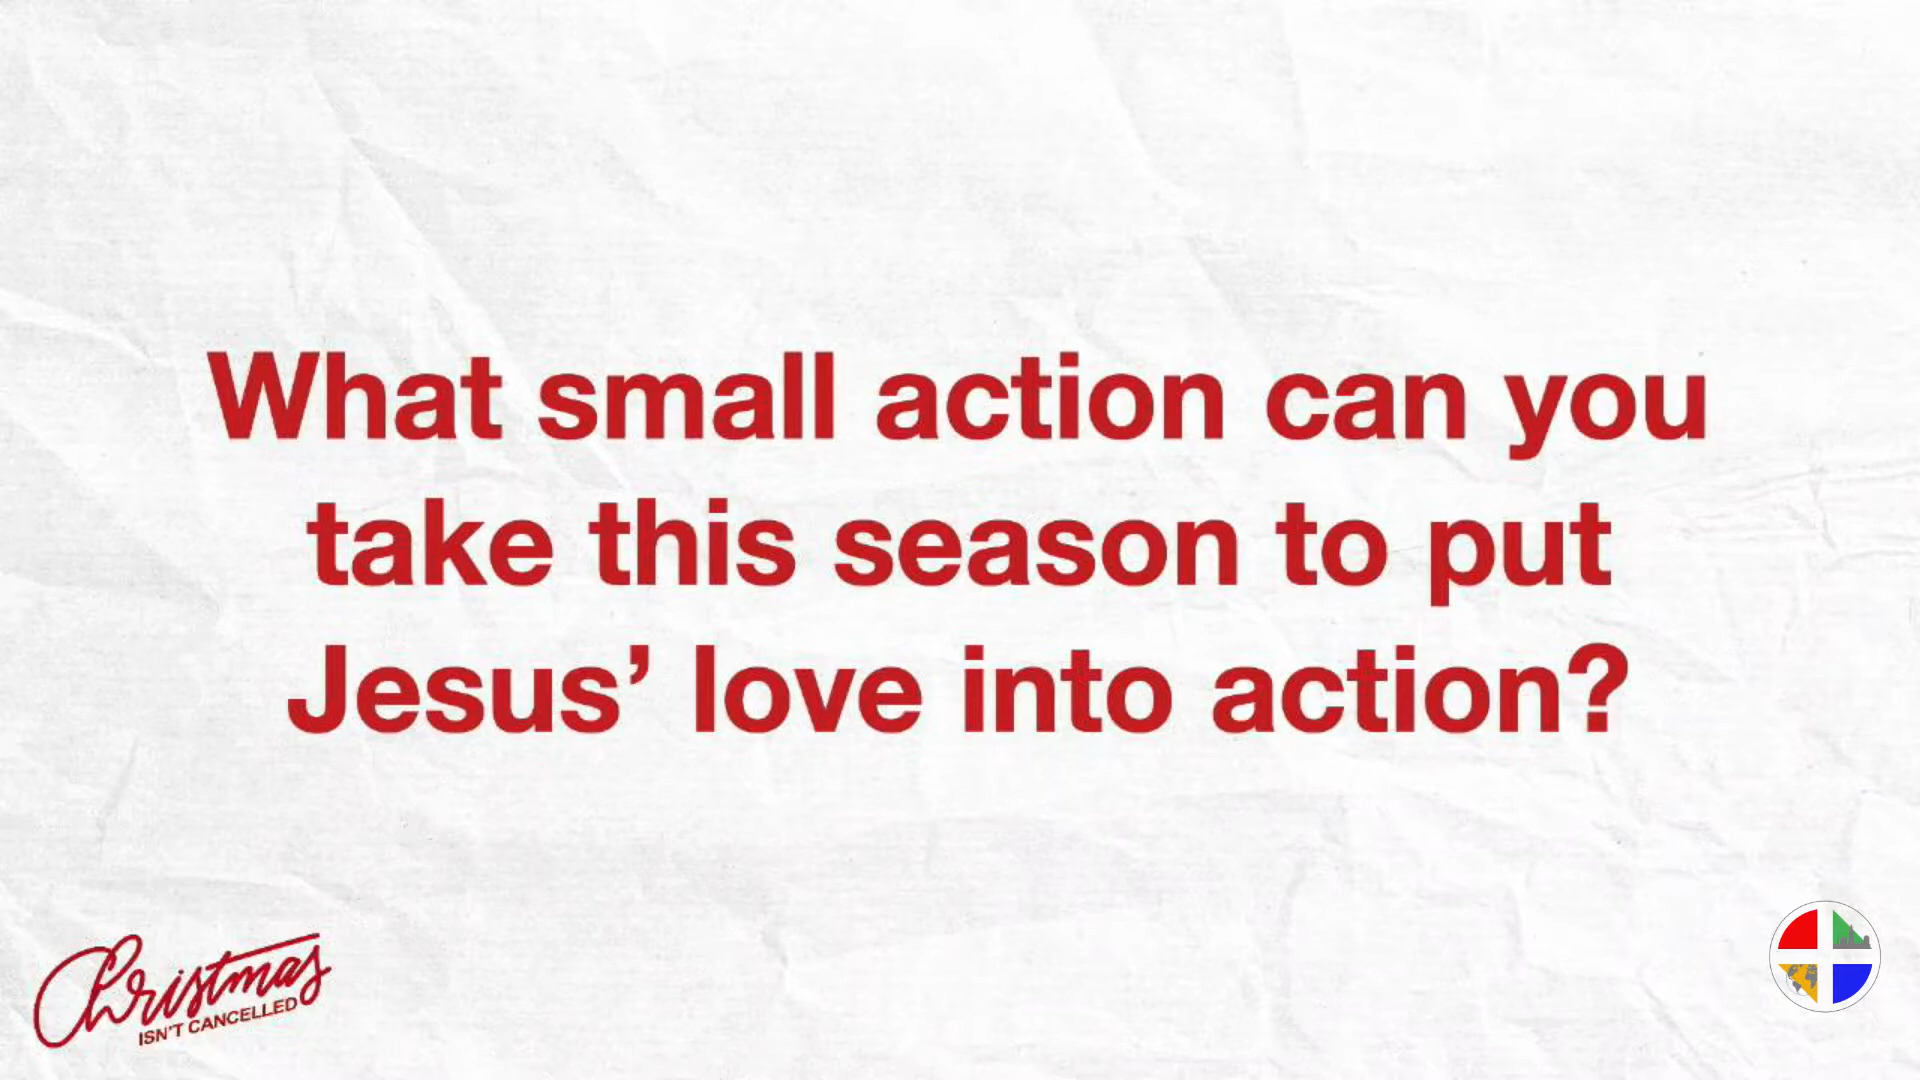 What small action can you
take this season to put
Jesus’ love into action?
Christmas
ISN'T CANCELLED